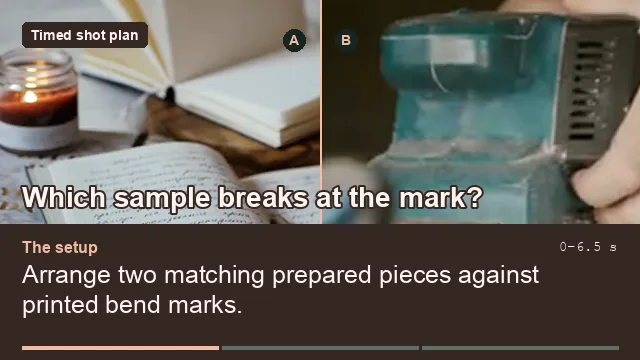 Timed shot plan
A
B
Which sample breaks at the mark?
The setup
0–6.5 s
Arrange two matching prepared pieces against
printed bend marks.